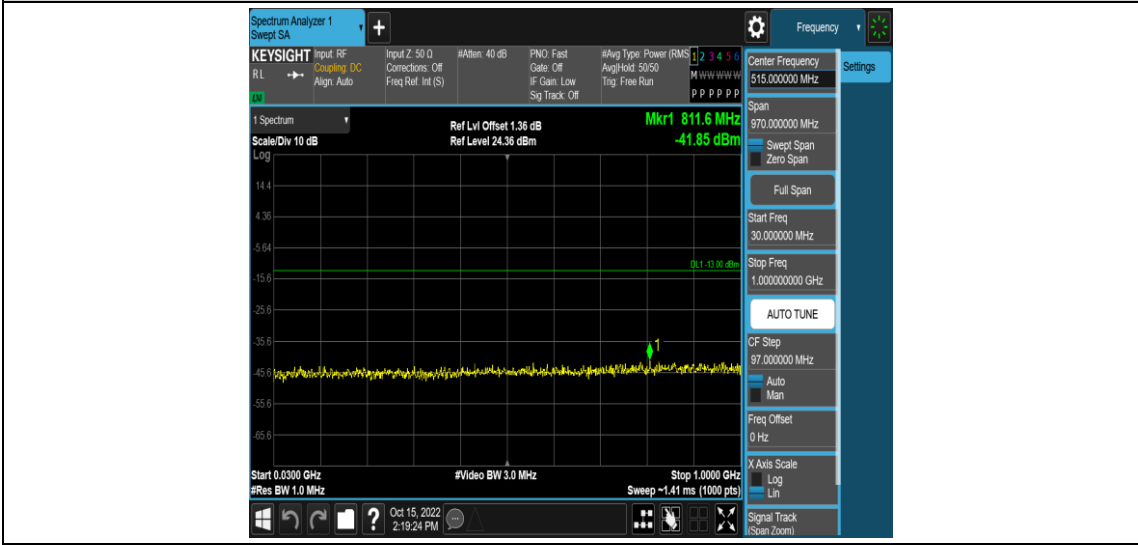 Spectrum Analyzer 1
Swept SA
+
Frequency
KEYSIGHT
RL
Input: RF
Coupling: DC
Align: Auto
Input Z: 50 Ω
Corrections: Off
Freq Ref: Int (S)
#Atten: 40 dB
PNO: Fast
Gate: Off
IF Gain: Low
Sig Track: Off
#Avg Type: Power (RMS
Avg|Hold: 50/50
Trig: Free Run
1 2 3 4 5 6
M W W W W W
P P P P P P
1 Spectrum
Scale/Div 10 dB
Log
Ref Lvl Offset 1.36 dB
Ref Level 24.36 dBm
Mkr1 811.6 MHz
-41.85 dBm
14.4
4.36
-5.64
DL1 -13.00 dBm
-15.6
-25.6
-35.6
1
-45.6
-55.6
-65.6
Start 0.0300 GHz
#Res BW 1.0 MHz
#Video BW 3.0 MHz
Stop 1.0000 GHz
Sweep ~1.41 ms (1000 pts)
Oct 15, 2022
2:19:24 PM
?
Center Frequency
515.000000 MHz
Settings
Span
970.000000 MHz
Swept Span
Zero Span
Full Span
Start Freq
30.000000 MHz
Stop Freq
1.000000000 GHz
AUTO TUNE
CF Step
97.000000 MHz
Auto
Man
Freq Offset
0 Hz
X Axis Scale
Log
Lin
Signal Track
(Span Zoom)